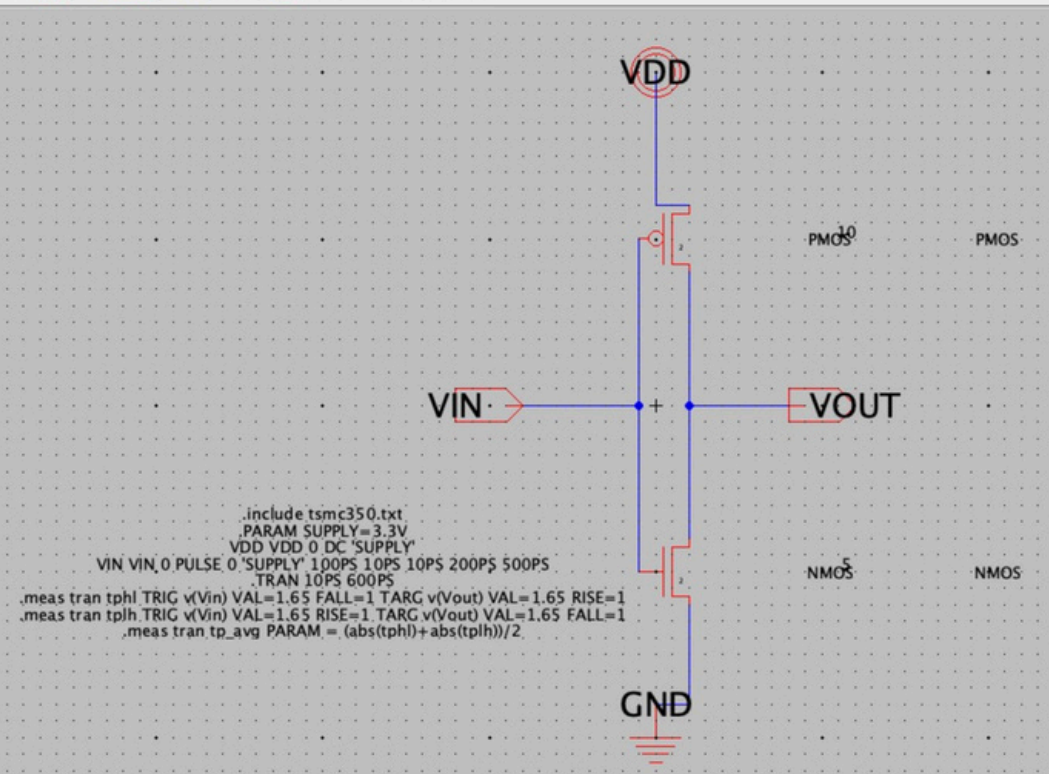 VDD
10
PMOS PMOS
2
VIN VOUT
.include tsmc350.txt
.PARAM SUPPLY=3.3V
VDD VDD 0 DC 'SUPPLY'
VIN VIN 0 PULSE 0 'SUPPLY' 100PS 10PS 10PS 200PS 500PS
.TRAN 10PS 600PS
.meas tran tphl TRIG v(Vin) VAL=1.65 FALL=1 TARG v(Vout) VAL=1.65 RISE=1
.meas tran tplh TRIG v(Vin) VAL=1.65 RISE=1 TARG v(Vout) VAL=1.65 FALL=1
.meas tran tp_avg PARAM = (abs(tphl)+abs(tplh))/2
5
NMOS NMOS
2
GND